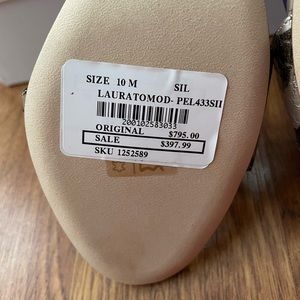 SIZE 10 M SIL
LAURATOMOD- PEL433SII
200102583033
ORIGINAL $795.00
SALE $397.99
SKU 1252589